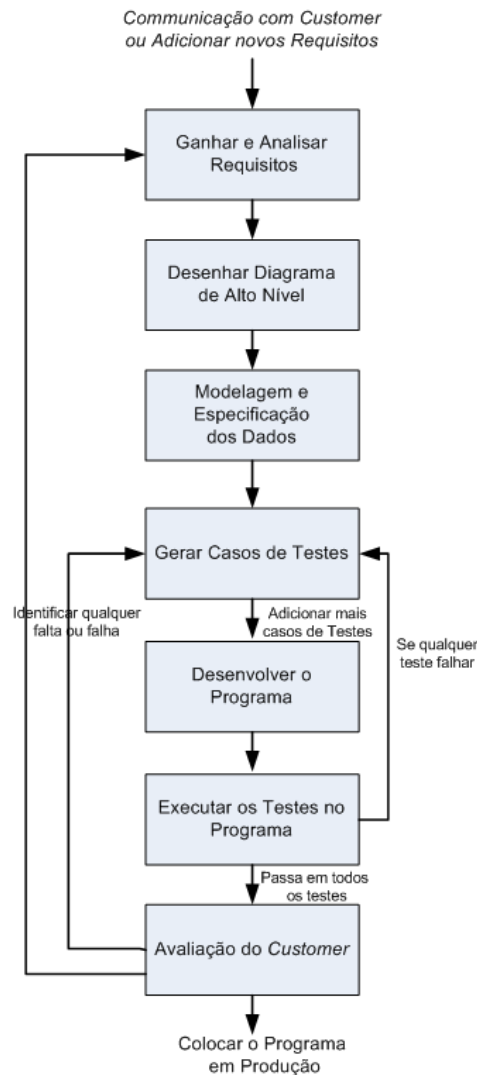 Communicação com Customer
ou Adicionar novos Requisitos
Ganhar e Analisar
Requisitos
Desenhar Diagrama
de Alto Nível
Modelagem e
Especificação
dos Dados
Gerar Casos de Testes
Identificar qualquer
falta ou falha
Adicionar mais
casos de Testes
Se qualquer
teste falhar
Desenvolver o
Programa
Executar os Testes no
Programa
Passa em todos
os testes
Avaliação do Customer
Colocar o Programa
em Produção